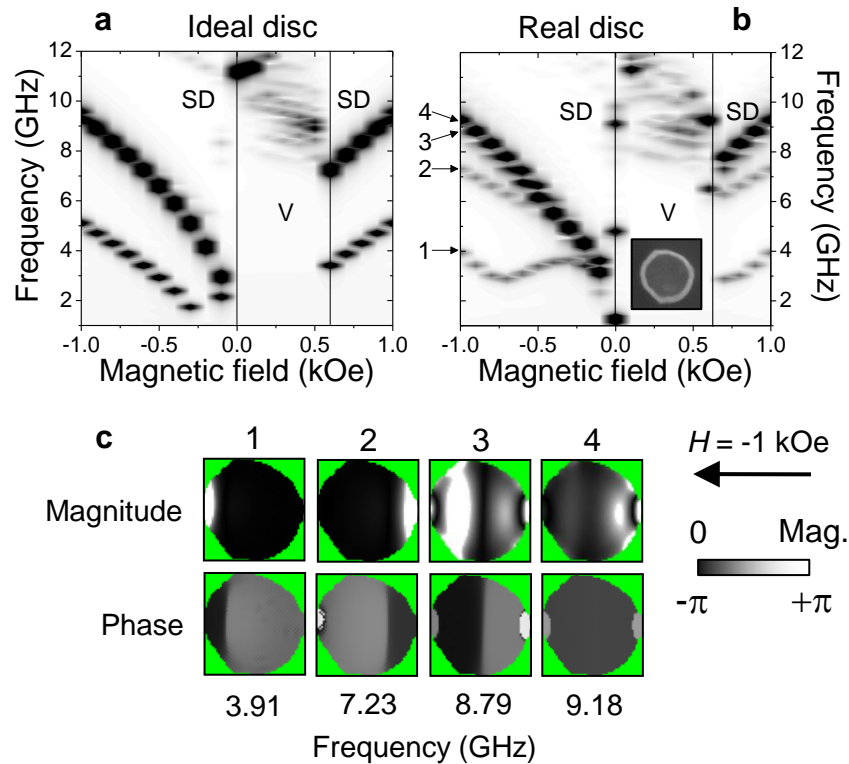 a Ideal disc
Real disc b
Frequency (GHz)
12
10
8
6
4
2
SD
SD
V
-1.0 -0.5 0.0 0.5 1.0
Magnetic field (kOe)
4
3
2
1
SD
SD
V
12
10
8
6
4
2
Frequency (GHz)
-1.0 -0.5 0.0 0.5 1.0
Magnetic field (kOe)
c
1 2 3 4
Magnitude
Phase
3.91 7.23 8.79 9.18
Frequency (GHz)
H = -1 kOe
0 Mag.
-π +π